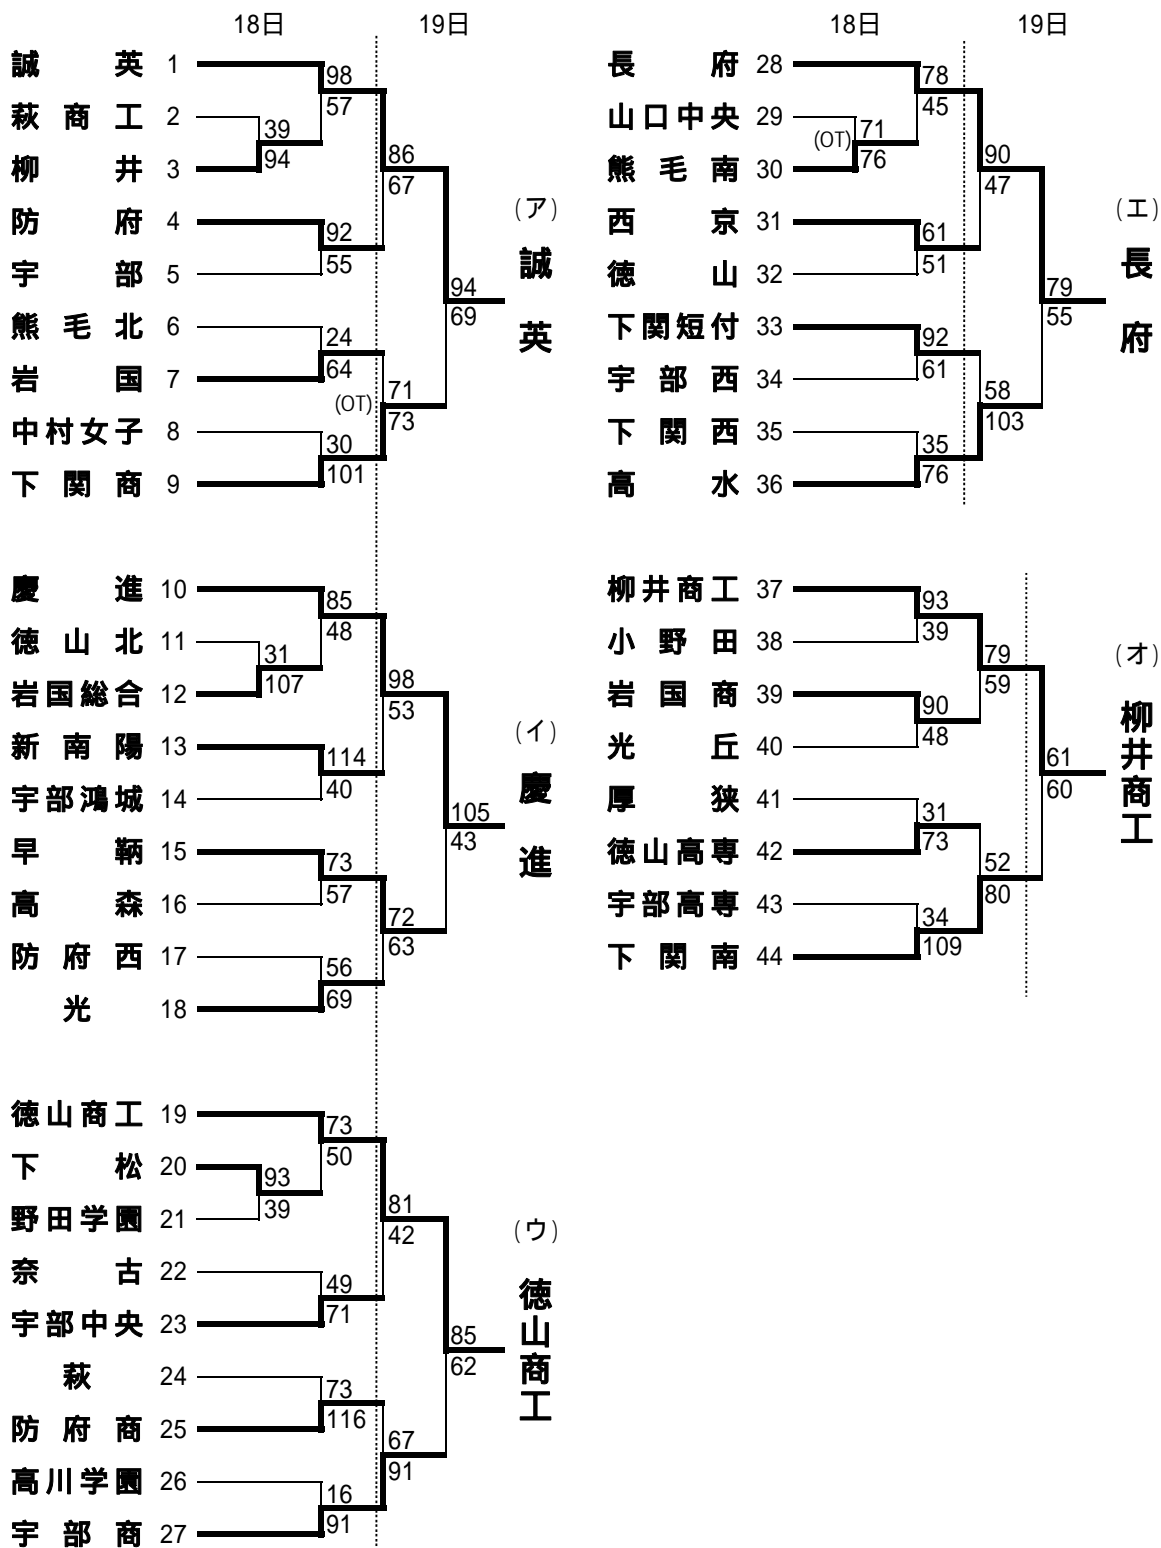 18日 19日
誠英 1
98
57
萩商工 2
39
94
柳井 3
86
67
防府 4
92
55
宇部 5
熊毛北 6
24
64
岩国 7
(OT)
71
73
中村女子 8
30
101
下関商 9
94
69
(ア)
誠英
慶進 10
85
48
徳山北 11
31
107
岩国総合 12
98
53
新南陽 13
114
40
宇部鴻城 14
早鞆 15
73
57
高森 16
72
63
防府西 17
56
69
光 18
105
43
(イ)
慶進
徳山商工 19
73
50
下松 20
93
39
野田学園 21
81
42
奈古 22
49
71
宇部中央 23
萩 24
73
116
防府商 25
67
91
高川学園 26
16
91
宇部商 27
85
62
(ウ)
徳山商工
18日 19日
長府 28
78
45
山口中央 29
(OT)
71
76
熊毛南 30
90
47
西京 31
61
51
徳山 32
下関短付 33
92
61
宇部西 34
58
103
下関西 35
35
76
高水 36
79
55
(エ)
長府
柳井商工 37
93
39
小野田 38
79
59
岩国商 39
90
48
光丘 40
厚狭 41
31
73
徳山高専 42
52
80
宇部高専 43
34
109
下関南 44
61
60
(オ)
柳井商工